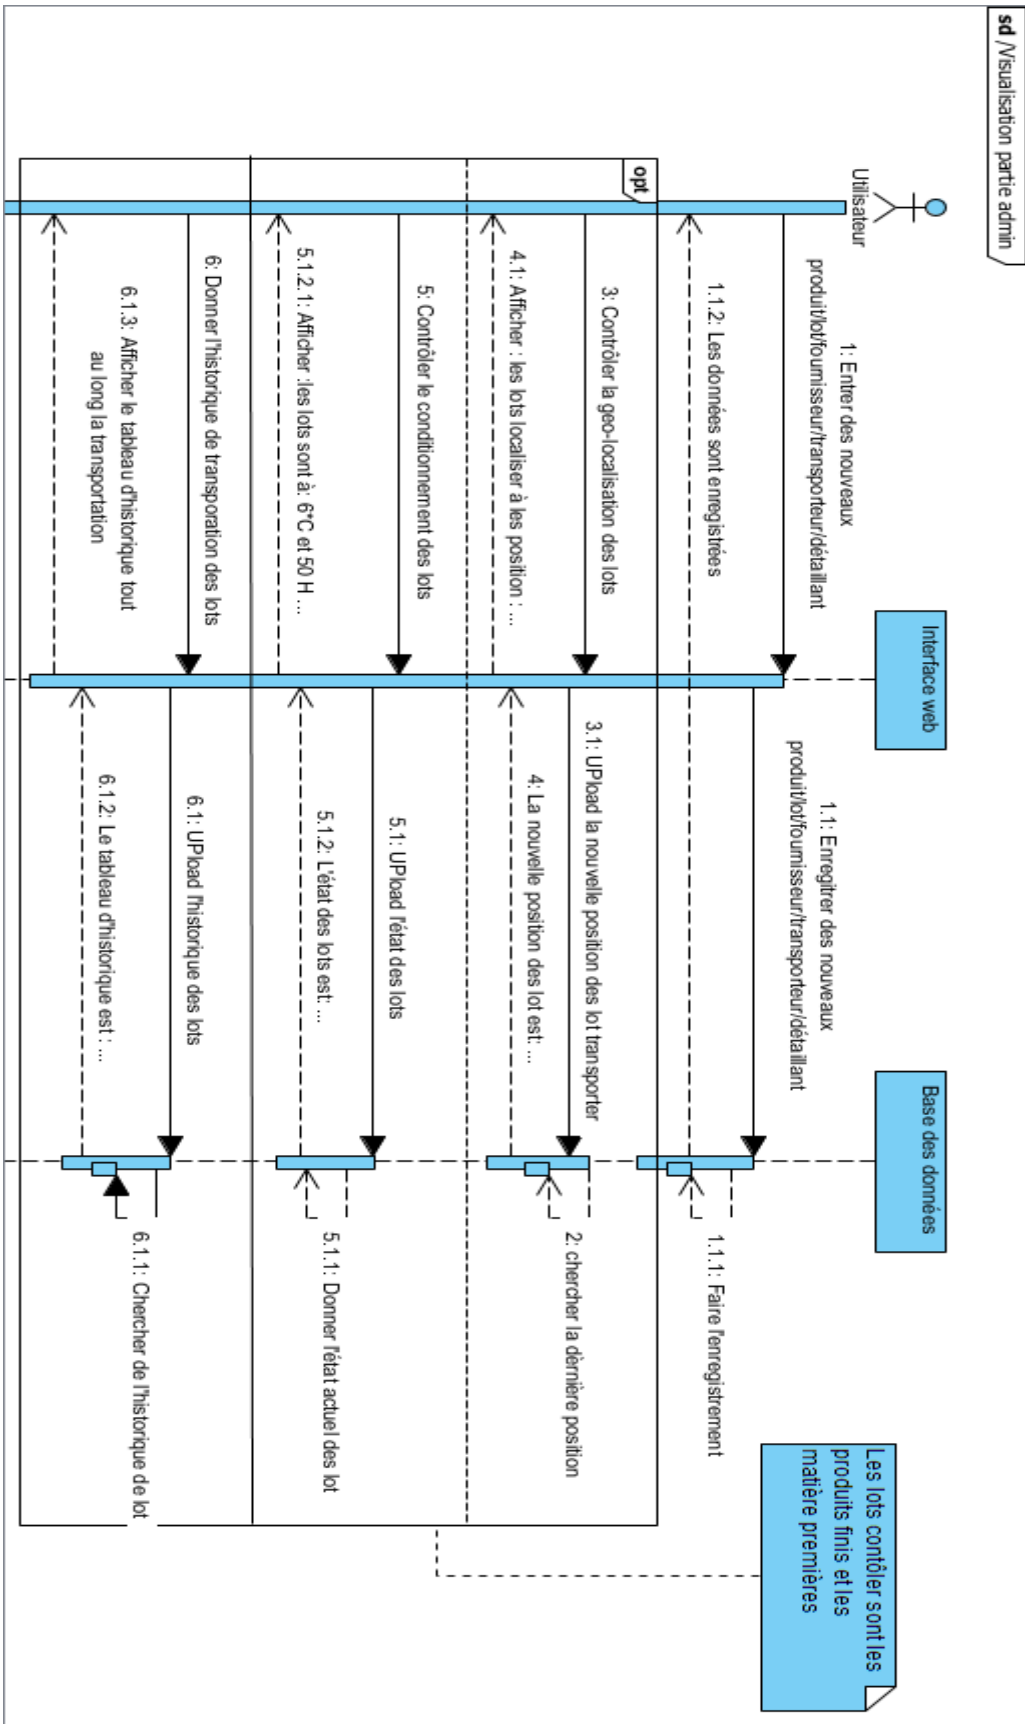 sd /Visualisation partie admin
Utilisateur
Interface web
Base des données
1: Entrer des nouveaux
produit/lot/fournisseur/transporteur/détaillant
1.1: Enregitrer des nouveaux
produit/lot/fournisseur/transporteur/détaillant
1.1.1: Faire l'enregistrement
1.1.2: Les données sont enregistrées
Les lots contôler sont les
produits finis et les
matière premières
opt
3: Contrôler la geo-localisation des lots
3.1: UPload la nouvelle position des lot transporter
2: chercher la dèrnière position
4: La nouvelle position des lot est: ...
4.1: Afficher : les lots localiser à les position : ...
5: Contrôler le conditionnement des lots
5.1: UPload l'état des lots
5.1.1: Donner l'état actuel des lot
5.1.2: L'état des lots est: ...
5.1.2.1: Afficher :les lots sont à: 6°C et 50 H ...
6: Donner l'historique de transporation des lots
6.1: UPload l'historique des lots
6.1.1: Chercher de l'historique de lot
6.1.2: Le tableau d'historique est : ...
6.1.3: Afficher le tableau d'historique tout
au long la transportation